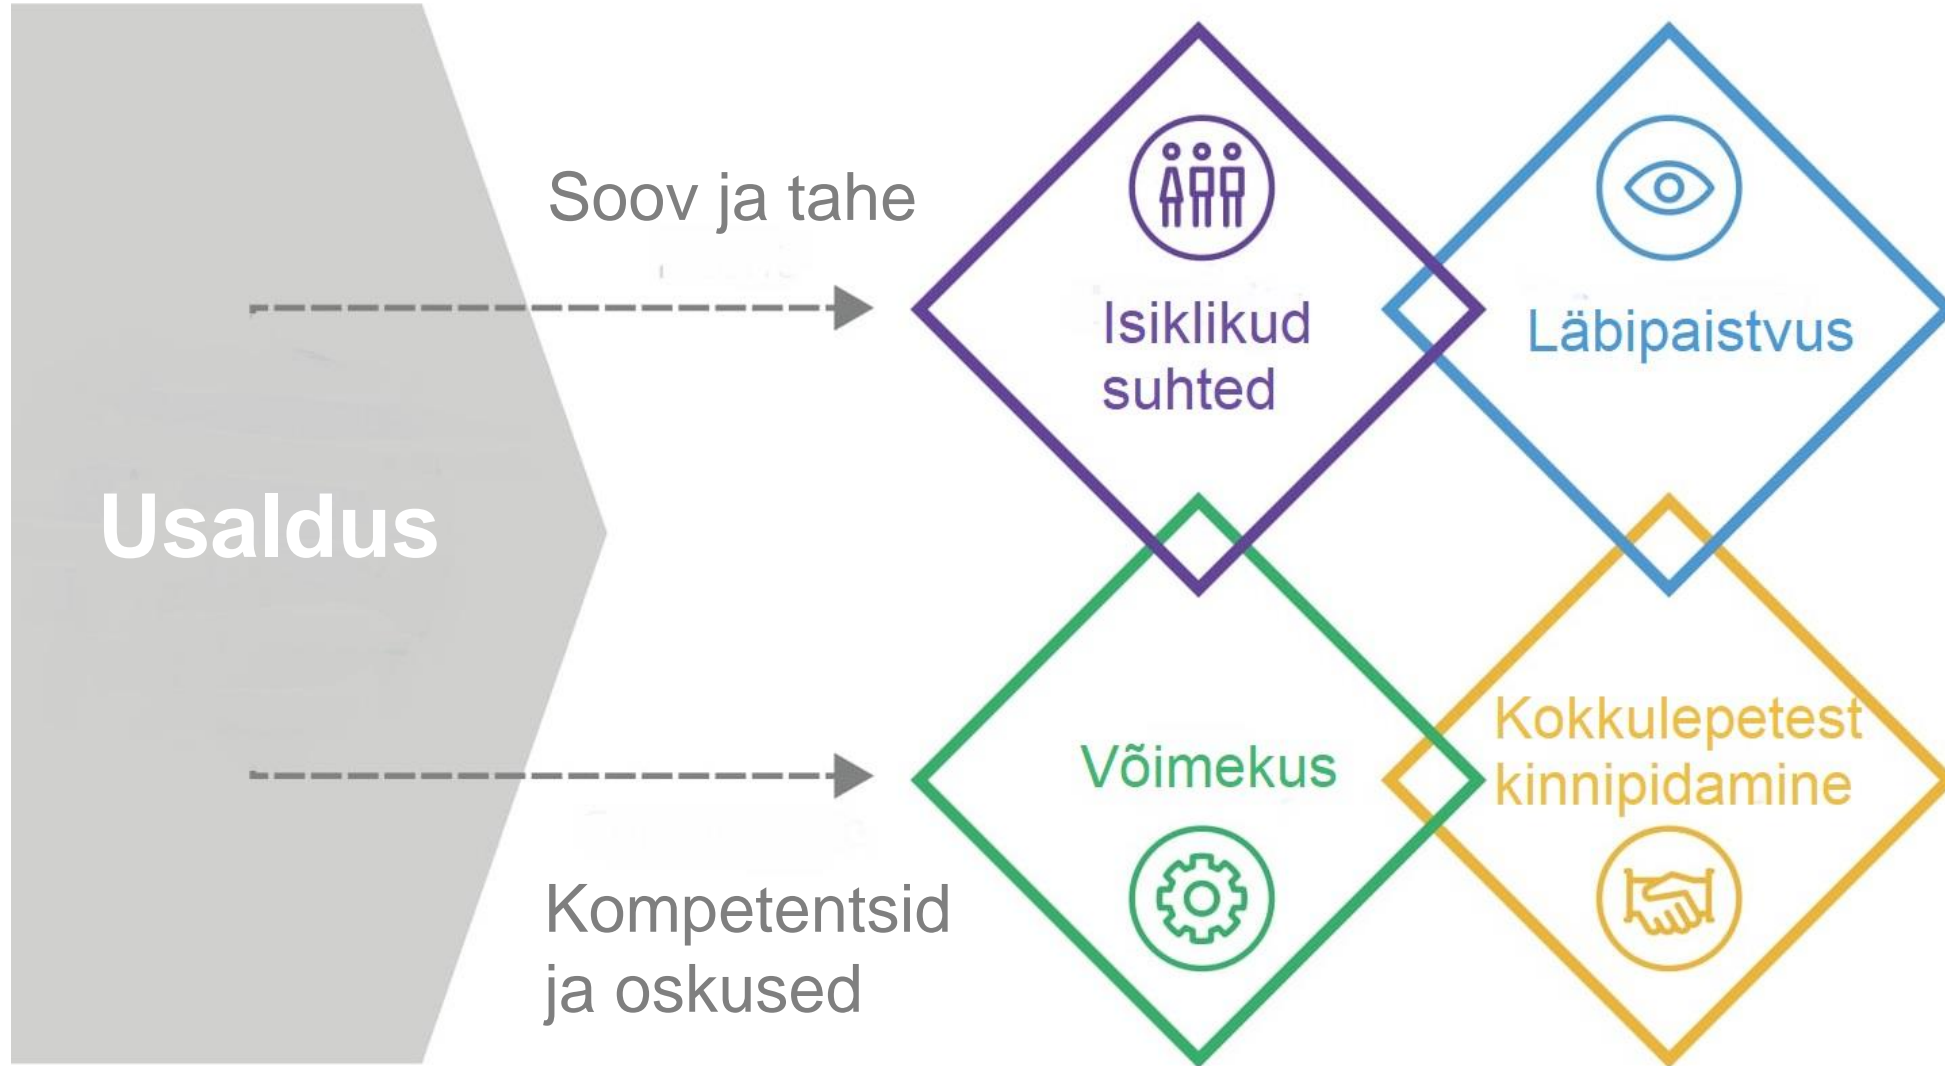 Usaldus
Soov ja tahe
Isiklikud
suhted
Läbipaistvus
Kompetentsid
ja oskused
Võimekus
Kokkulepetest
kinnipidamine